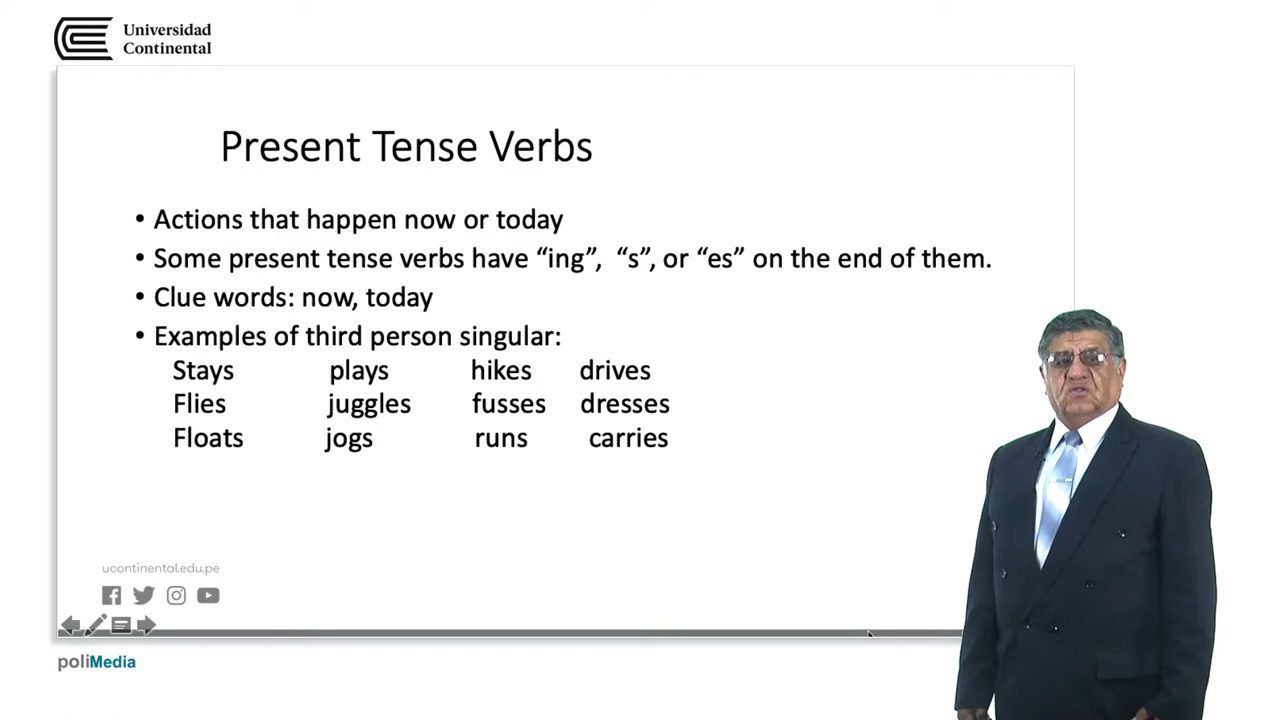 Universidad
Continental
Present Tense Verbs
• Actions that happen now or today
• Some present tense verbs have “ing”, “s”, or “es” on the end of them.
• Clue words: now, today
• Examples of third person singular:
Stays plays hikes drives
Flies juggles fusses dresses
Floats jogs runs carries
ucontinental.edu.pe
poliMedia